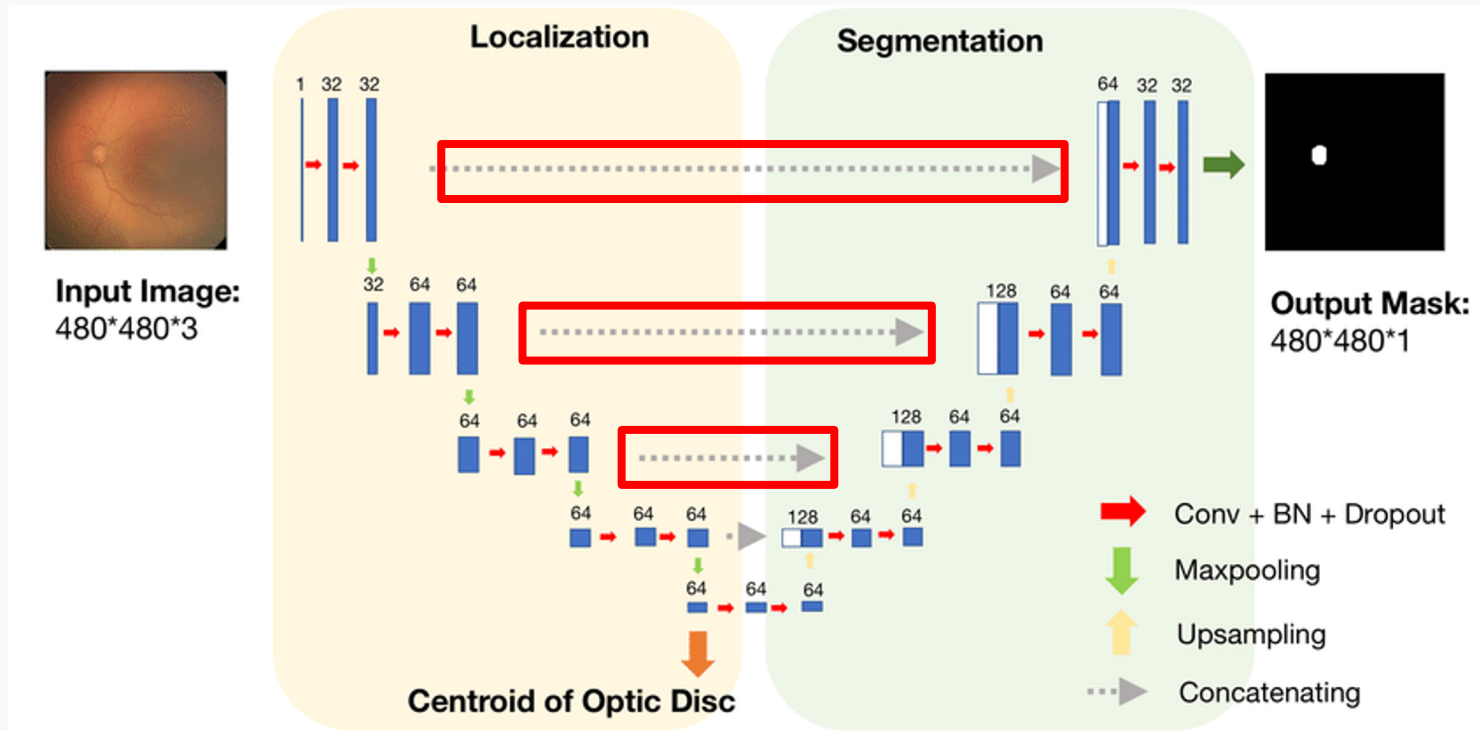 Localization
Segmentation
1 32 32
64 32 32
32 64 64
128 64 64
Input Image:
480*480*3
Output Mask:
480*480*1
64 64 64
128 64 64
64 64 64
128 64 64
64 64 64
Conv + BN + Dropout
Maxpooling
Upsampling
Concatenating
Centroid of Optic Disc